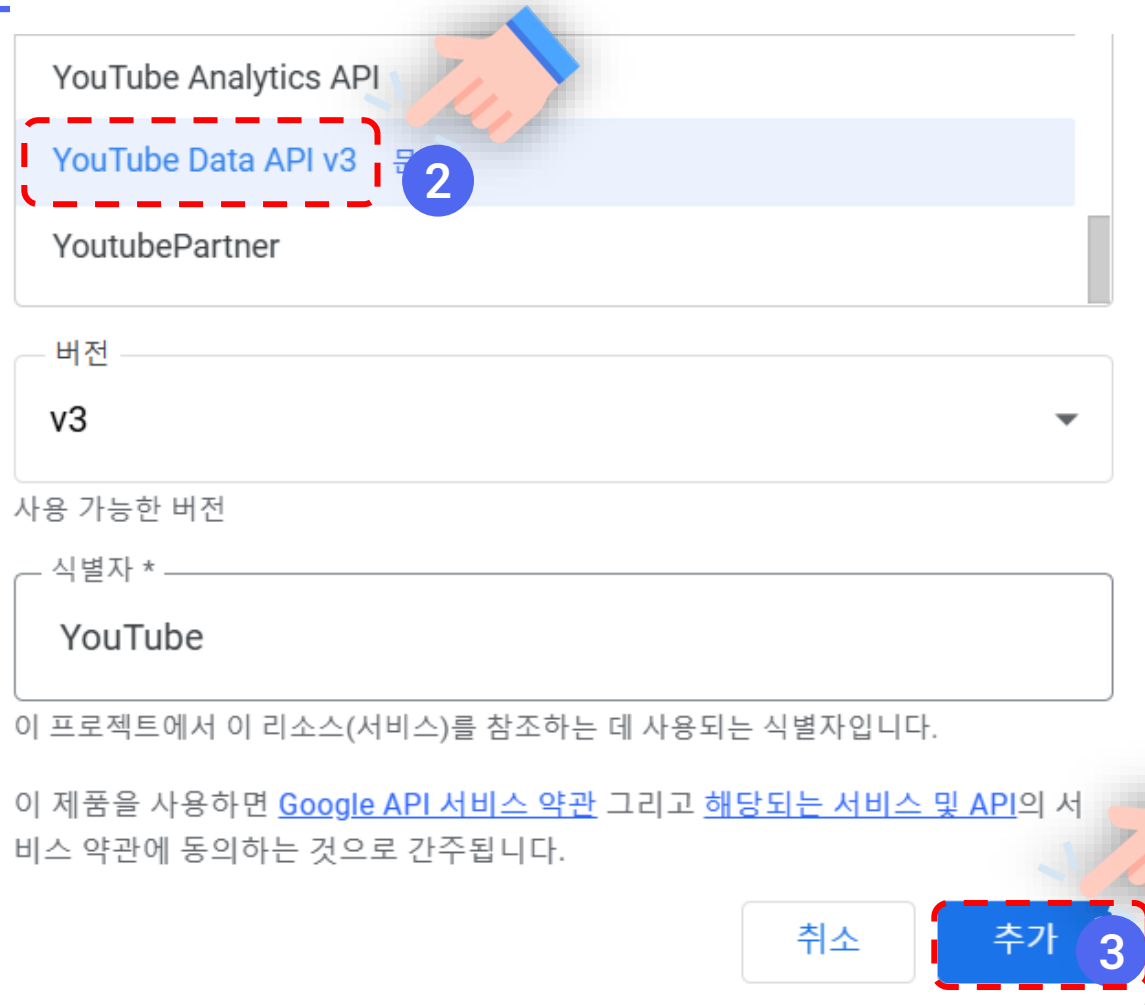 YouTube Analytics API
YouTube Data API v3
2
YoutubePartner
버전
v3
사용 가능한 버전
식별자 *
YouTube
이 프로젝트에서 이 리소스(서비스)를 참조하는 데 사용되는 식별자입니다.
이 제품을 사용하면 Google API 서비스 약관 그리고 해당되는 서비스 및 API의 서
비스 약관에 동의하는 것으로 간주됩니다.
취소
추가
3